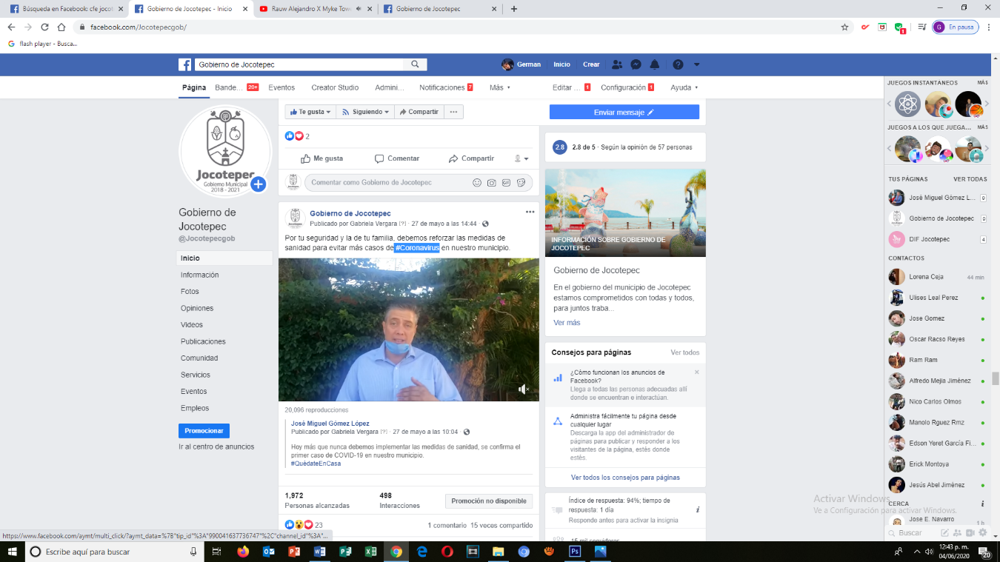 Búsqueda en Facebook: cfe jocot
Gobierno de Jocotepec - Inicio
Rauw Alejandro X Myke Tow
Gobierno de Jocotepec
facebook.com/Jocotepecgob/
G En pausa
flash player - Busca...
Gobierno de Jocotepec
German Inicio Crear
Página Bande... 20+ Eventos Creator Studio Admini... Notificaciones 7 Más Editar ... 1 Configuración 1 Ayuda
Te gusta Siguiendo Compartir ...
Enviar mensaje
Jocotepec
Gobierno Municipal
2018 - 2021
Gobierno de
Jocotepec
@Jocotepecgob
Inicio
Información
Fotos
Opiniones
Videos
Publicaciones
Comunidad
Servicios
Eventos
Empleos
Promocionar
Ir al centro de anuncios
2
Me gusta Comentar Compartir
Comentar como Gobierno de Jocotepec
Gobierno de Jocotepec
Publicado por Gabriela Vergara [?] · 27 de mayo a las 14:44 ·
Por tu seguridad y la de tu familia, debemos reforzar las medidas de
sanidad para evitar más casos de #Coronavirus en nuestro municipio.
20,096 reproducciones
José Miguel Gómez López
Publicado por Gabriela Vergara [?] · 27 de mayo a las 10:04 ·
Hoy más que nunca debemos implementar las medidas de sanidad, se confirma el
primer caso de COVID-19 en nuestro municipio.
#QuédateEnCasa
1,972
Personas alcanzadas
498
Interacciones
Promoción no disponible
23
1 comentario 15 veces compartido
2.8 2.8 de 5 · Según la opinión de 57 personas
INFORMACIÓN SOBRE GOBIERNO DE
JOCOTEPEC
Gobierno de Jocotepec
En el gobierno del municipio de Jocotepec
estamos comprometidos con todas y todos,
para juntos traba...
Ver más
Consejos para páginas Ver todos
¿Cómo funcionan los anuncios de
Facebook?
Llega a todas las personas adecuadas allí
donde se encuentran e interactúan.
Administra fácilmente tu página desde
cualquier lugar
Descarga la app del administrador de
páginas para publicar y responder a los
visitantes de la página, estés donde
estés.
Ver todos los consejos para páginas
Índice de respuesta: 94%; tiempo de
respuesta: 1 día
Responde antes para activar la insignia
15 mil seguidores
JUEGOS INSTANTÁNEOS MÁS
JUEGOS A LOS QUE JUEGA... MÁS
TUS PÁGINAS VER TODAS
José Miguel Gómez L... 9
Gobierno de Jocotepec 9
DIF Jocotepec 4
CONTACTOS
Lorena Ceja 44 min
Ulises Leal Perez
Jose Gomez
Oscar Racso Reyes
Ram Ram
Alfredo Mejia Jiménez
Nico Carlos Olmos
Manolo Rguez Rmz
Edson Yeret García Fi...
Erick Montoya
Jesús Abel Jiménez
CERCA
Jose E. Navarro 1 h
Buscar
Activar Windows
Ve a Configuración para activar Windows.
https://www.facebook.com/aymt/multi_click/?aymt_data=%7B"tip_id"%3A"990041637736747"%2C"channel_id"%3A"...
Escribe aquí para buscar
12:43 p. m.
04/06/2020
20